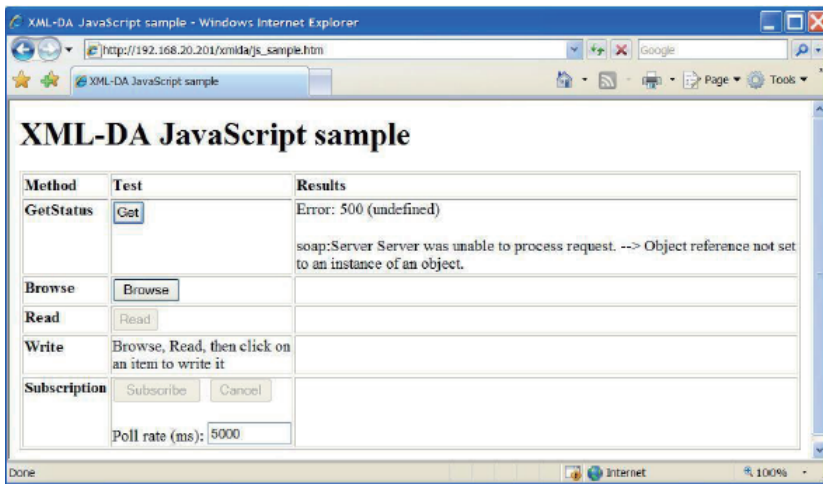 XML-DA JavaScript sample - Windows Internet Explorer
http://192.168.20.201/xmlda/js_sample.htm
Google
XML-DA JavaScript sample
Page
Tools
XML-DA JavaScript sample
Method Test Results
GetStatus Get Error: 500 (undefined)
soap:Server Server was unable to process request. --> Object reference not set
to an instance of an object.
Browse Browse
Read Read
Write Browse, Read, then click on
an item to write it
Subscription Subscribe Cancel
Poll rate (ms): 5000
Done Internet 100%